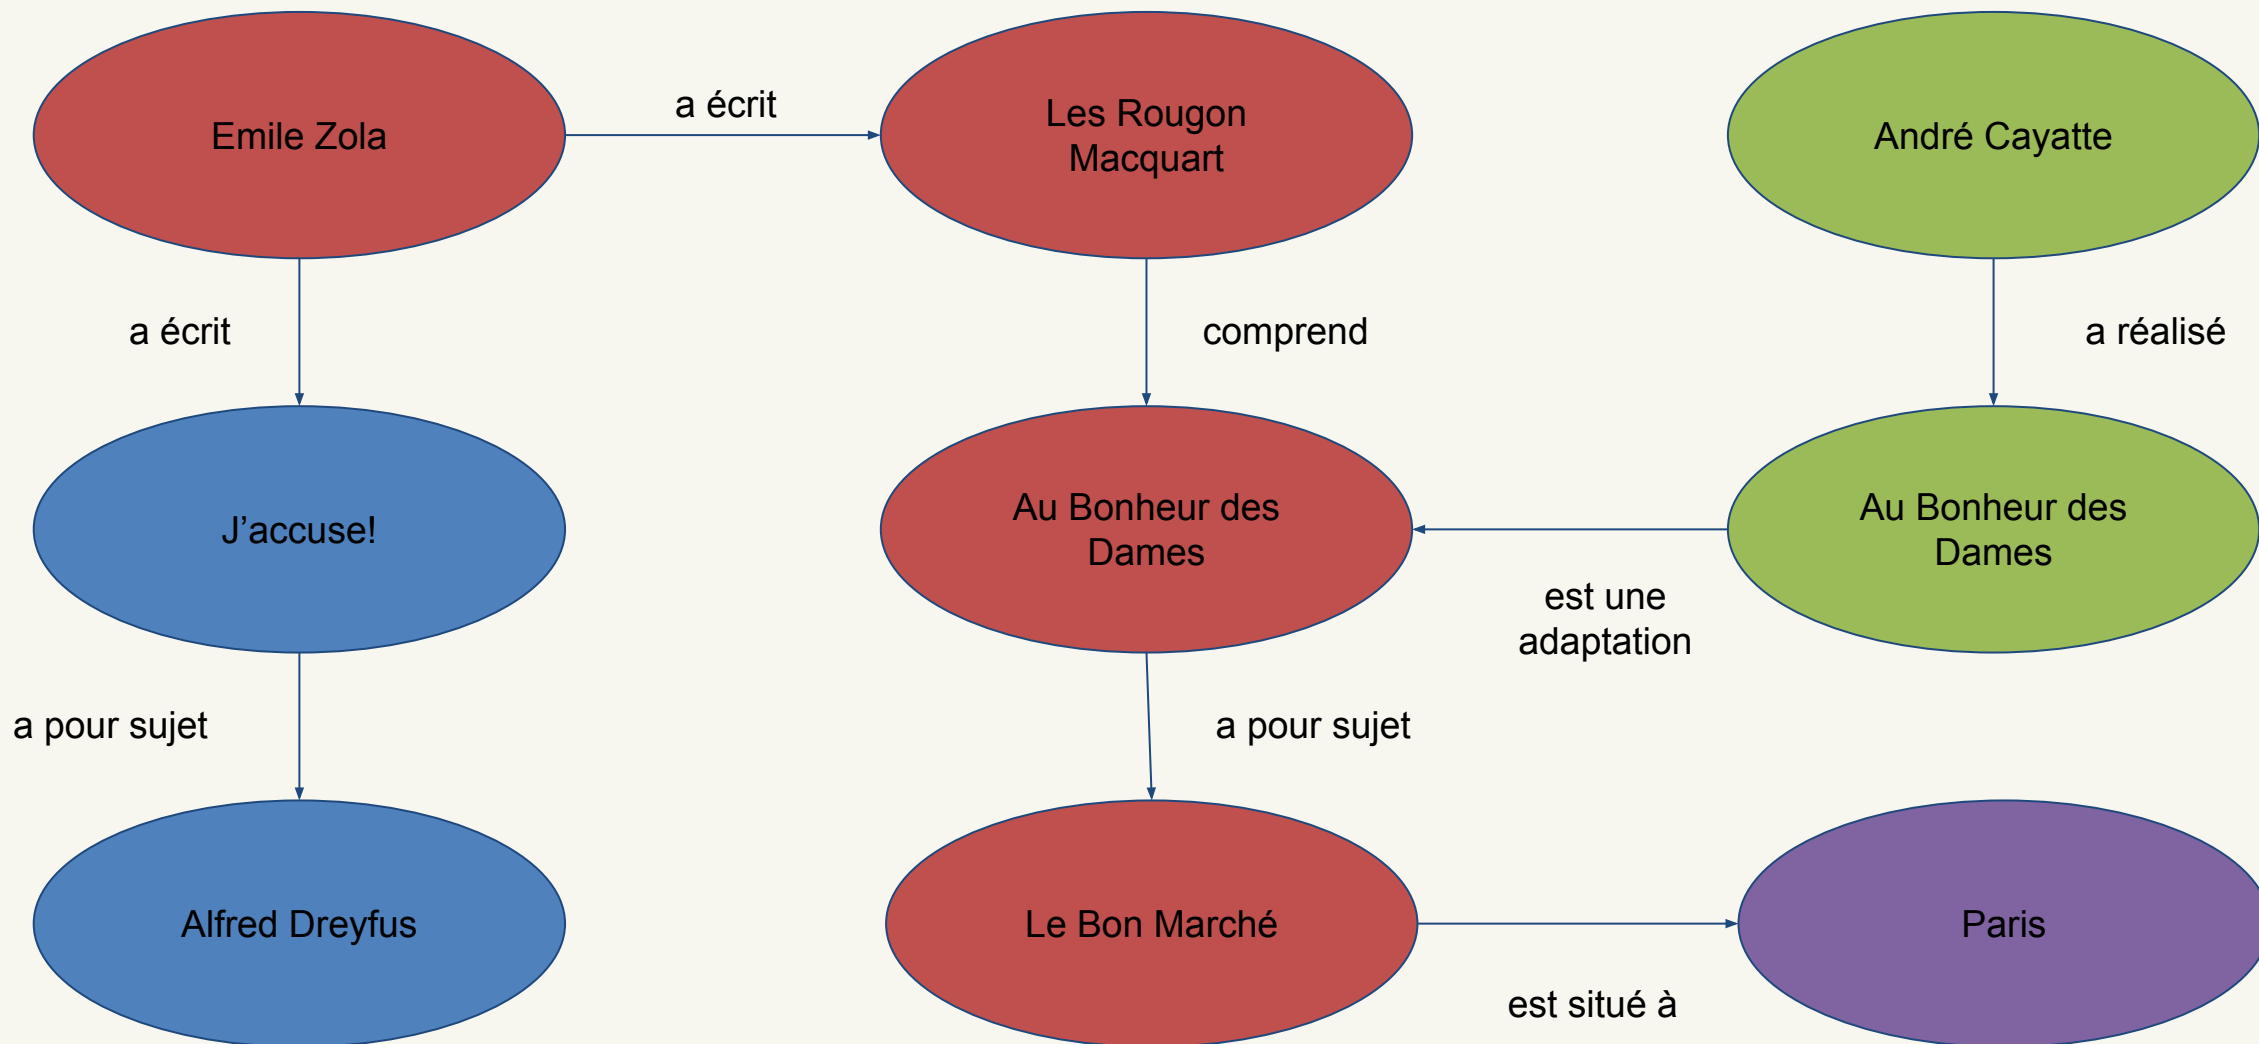 Emile Zola
a écrit
Les Rougon
Macquart
André Cayatte
a écrit
comprend
a réalisé
J’accuse!
Au Bonheur des
Dames
est une
adaptation
Au Bonheur des
Dames
a pour sujet
a pour sujet
Alfred Dreyfus
Le Bon Marché
est situé à
Paris